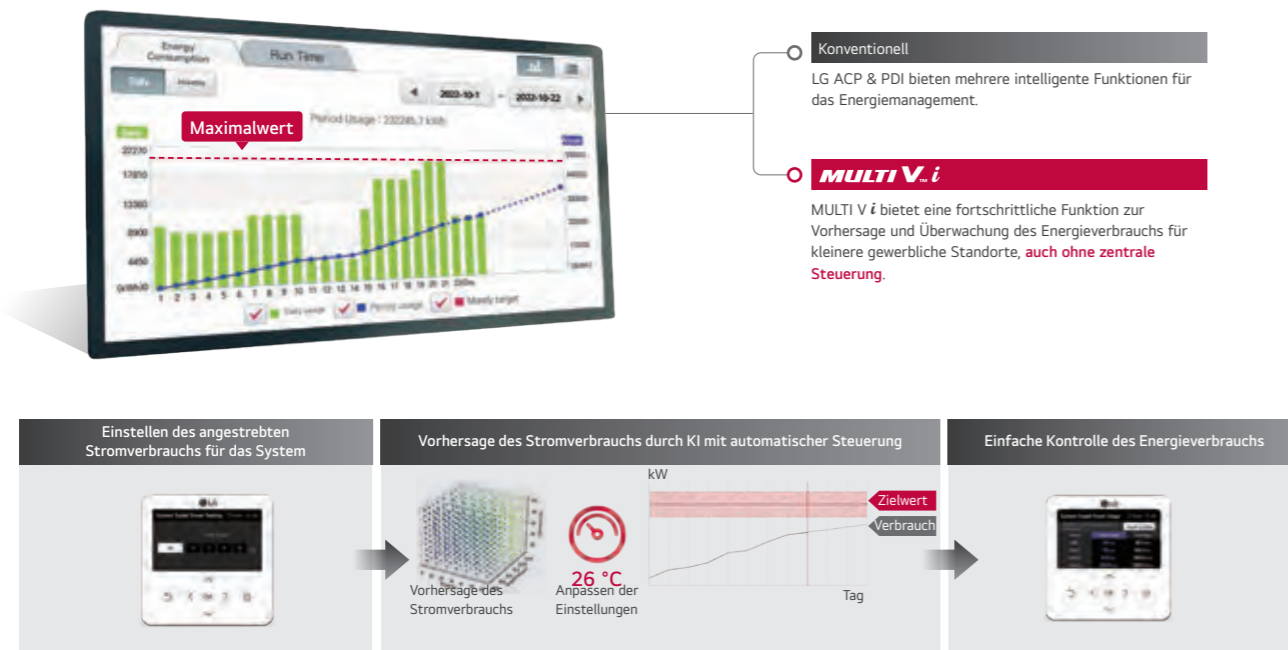 Energy
Consumption
Run Time
Daily
2022-10-1 ~ 2022-10-22
Maximalwert
Period Usage : 232245.7 kWh
22270
13360
8900
4450
1 2 3 4 5 6 7 8 9 10 11 12 13 14 15 16 17 18 19 20 21
Daily usage
Period usage
target
Konventionell
LG ACP & PDI bieten mehrere intelligente Funktionen für
das Energiemanagement.
MULTI V™ i
MULTI V i bietet eine fortschrittliche Funktion zur
Vorhersage und Überwachung des Energieverbrauchs für
kleinere gewerbliche Standorte, auch ohne zentrale
Steuerung.
Einstellen des angestrebten
Stromverbrauchs für das System
Vorhersage des Stromverbrauchs durch KI mit automatischer Steuerung
kW
Zielwert
Verbrauch
26 °C
Vorhersage des
Stromverbrauchs
Anpassen der
Einstellungen
Tag
Einfache Kontrolle des Energieverbrauchs
LG